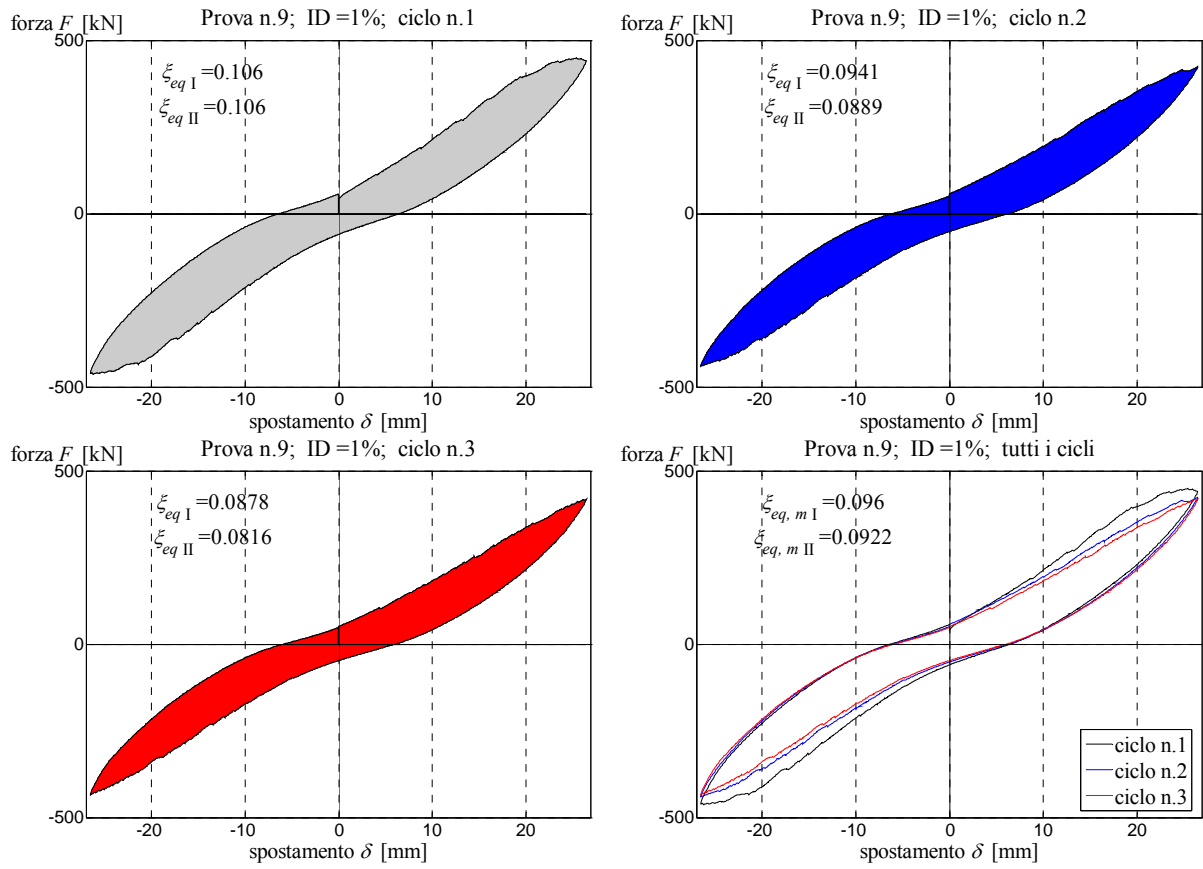 forza F [kN]
Prova n.9; ID =1%; ciclo n.1
500
0
-500
ξeq I =0.106
ξeq II =0.106
-20 -10 0 10 20
spostamento δ [mm]
forza F [kN]
Prova n.9; ID =1%; ciclo n.2
500
0
-500
ξeq I =0.0941
ξeq II =0.0889
-20 -10 0 10 20
spostamento δ [mm]
forza F [kN]
Prova n.9; ID =1%; ciclo n.3
500
0
-500
ξeq I =0.0878
ξeq II =0.0816
-20 -10 0 10 20
spostamento δ [mm]
forza F [kN]
Prova n.9; ID =1%; tutti i cicli
500
0
-500
ξeq, m I =0.096
ξeq, m II =0.0922
ciclo n.1
ciclo n.2
ciclo n.3
-20 -10 0 10 20
spostamento δ [mm]